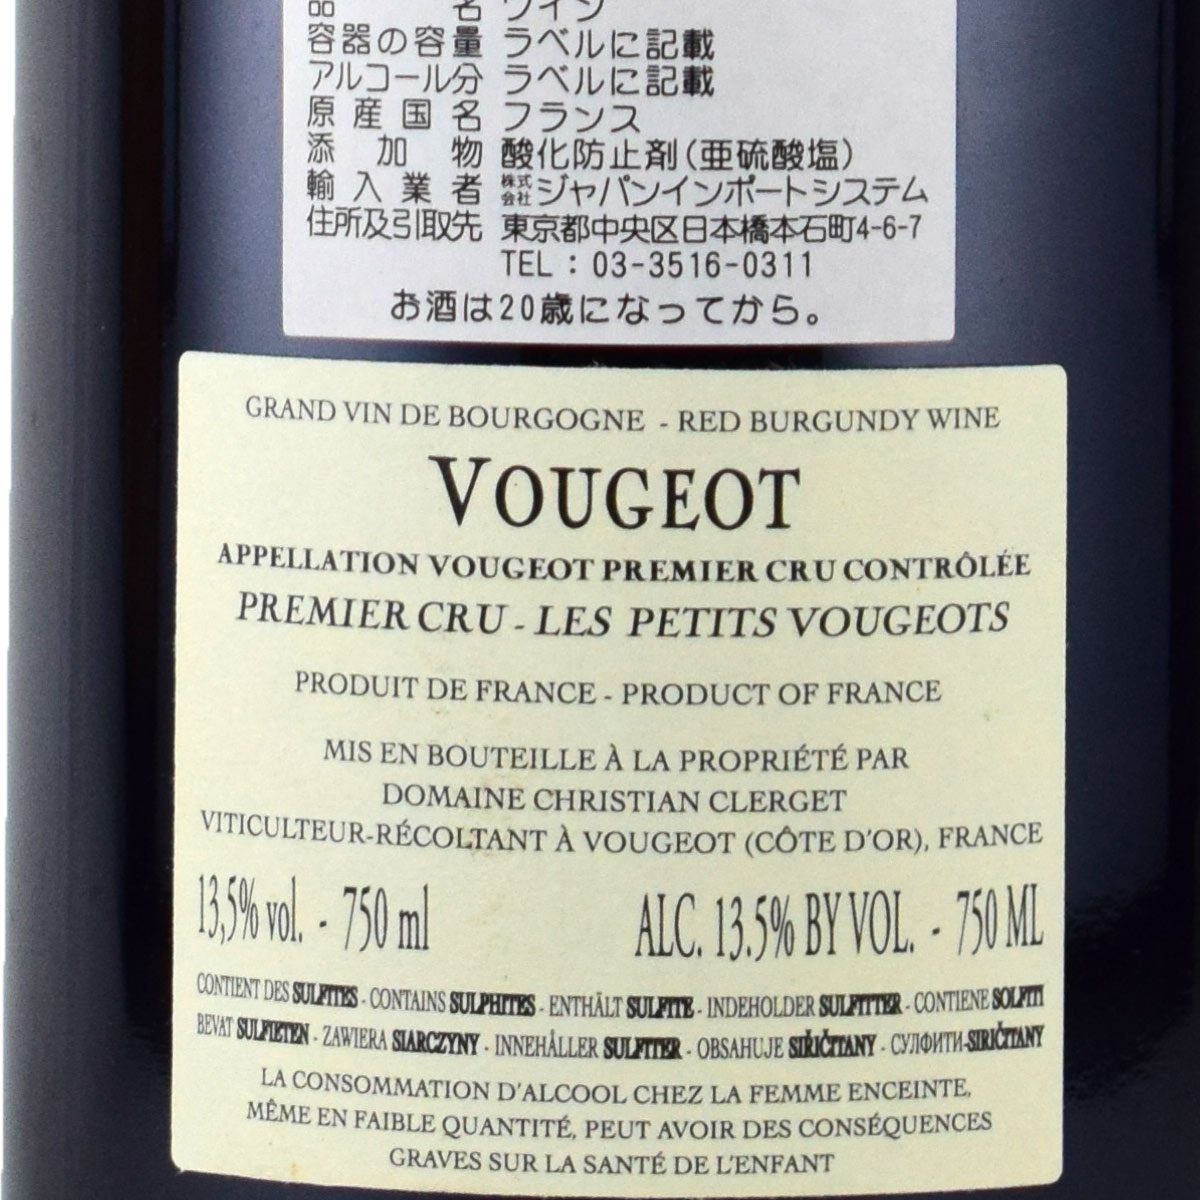 品名 ワイン
容器の容量 ラベルに記載
アルコール分 ラベルに記載
原産国名 フランス
添加物 酸化防止剤(亜硫酸塩)
輸入業者 株式会社ジャパンインポートシステム
住所及引取先 東京都中央区日本橋本石町4-6-7
TEL : 03-3516-0311
お酒は20歳になってから。
GRAND VIN DE BOURGOGNE - RED BURGUNDY WINE
VOUGEOT
APPELLATION VOUGEOT PREMIER CRU CONTRÔLÉE
PREMIER CRU - LES PETITS VOUGEOTS
PRODUIT DE FRANCE - PRODUCT OF FRANCE
MIS EN BOUTEILLE À LA PROPRIÉTÉ PAR
DOMAINE CHRISTIAN CLERGET
VITICULTEUR-RÉCOLTANT À VOUGEOT (CÔTE D'OR), FRANCE
13,5% vol. - 750 ml ALC. 13.5% BY VOL. - 750 ML
CONTIENT DES SULFITES - CONTAINS SULPHITES - ENTHÄLT SULFITE - INDEHOLDER SULFITTER - CONTIENE SOLFITI
BEVAT SULFIETEN - ZAWIERA SIARCZYNY - INNEHÅLLER SULFITER - OBSAHUJE SIŘIČITANY - СУЛФИТИ-SIRIČITANY
LA CONSOMMATION D'ALCOOL CHEZ LA FEMME ENCEINTE,
MÊME EN FAIBLE QUANTITÉ, PEUT AVOIR DES CONSÉQUENCES
GRAVES SUR LA SANTÉ DE L'ENFANT